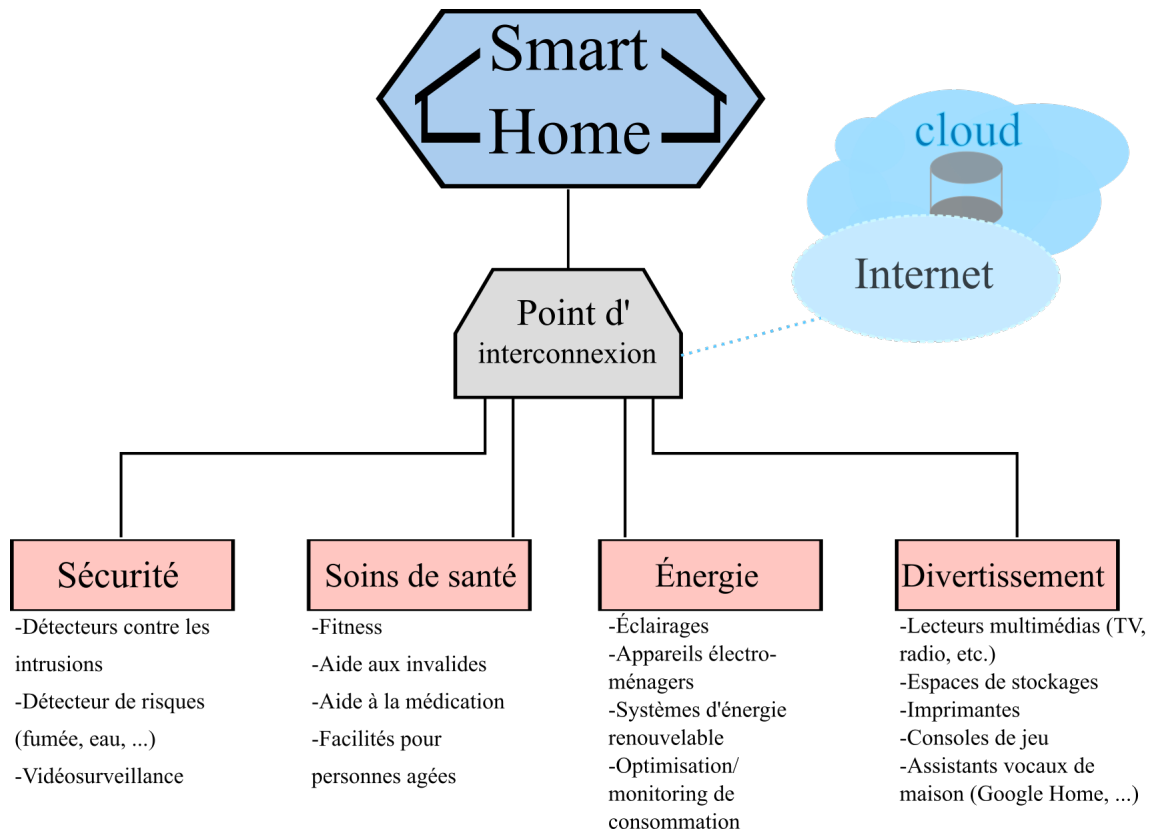 Smart
Home
cloud
Internet
Point d'
interconnexion
Sécurité
-Détecteurs contre les
intrusions
-Détecteur de risques
(fumée, eau, ...)
-Vidéosurveillance
Soins de santé
-Fitness
-Aide aux invalides
-Aide à la médication
-Facilités pour
personnes agées
Énergie
-Éclairages
-Appareils électro-
ménagers
-Systèmes d'énergie
renouvelable
-Optimisation/
monitoring de
consommation
Divertissement
-Lecteurs multimédias (TV,
radio, etc.)
-Espaces de stockages
-Imprimantes
-Consoles de jeu
-Assistants vocaux de
maison (Google Home, ...)